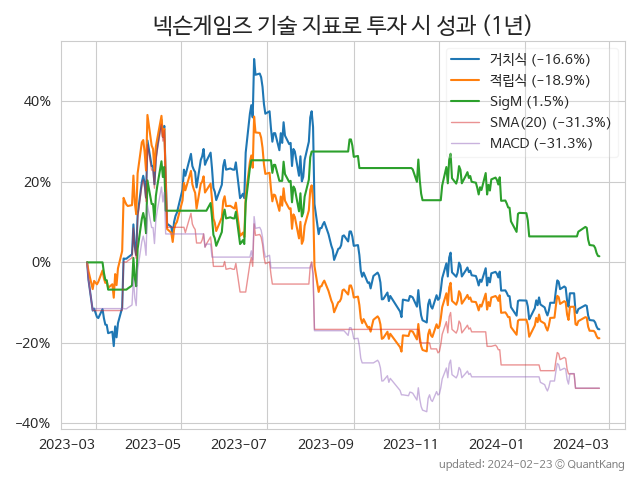 넥슨게임즈 기술 지표로 투자 시 성과 (1년)
거치식 (−16.6%)
적립식 (−18.9%)
SigM (1.5%)
SMA(20) (−31.3%)
MACD (−31.3%)
40%
20%
0%
−20%
−40%
2023-03 2023-05 2023-07 2023-09 2023-11 2024-01 2024-03
updated: 2024-02-23 ⓒ QuantKang